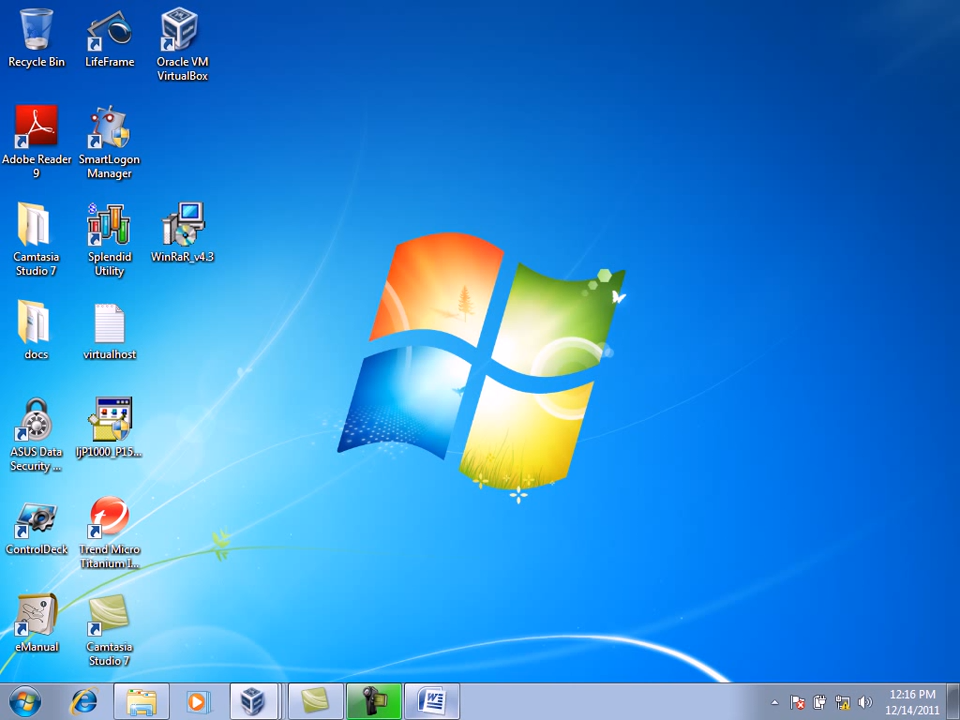 Recycle Bin
LifeFrame
Oracle VM
VirtualBox
Adobe Reader
9
SmartLogon
Manager
Camtasia
Studio 7
Splendid
Utility
WinRaR_v4.3
docs
virtualhost
ASUS Data
Security ...
ljP1000_P15...
ControlDeck
Trend Micro
Titanium I...
eManual
Camtasia
Studio 7
12:16 PM
12/14/2011